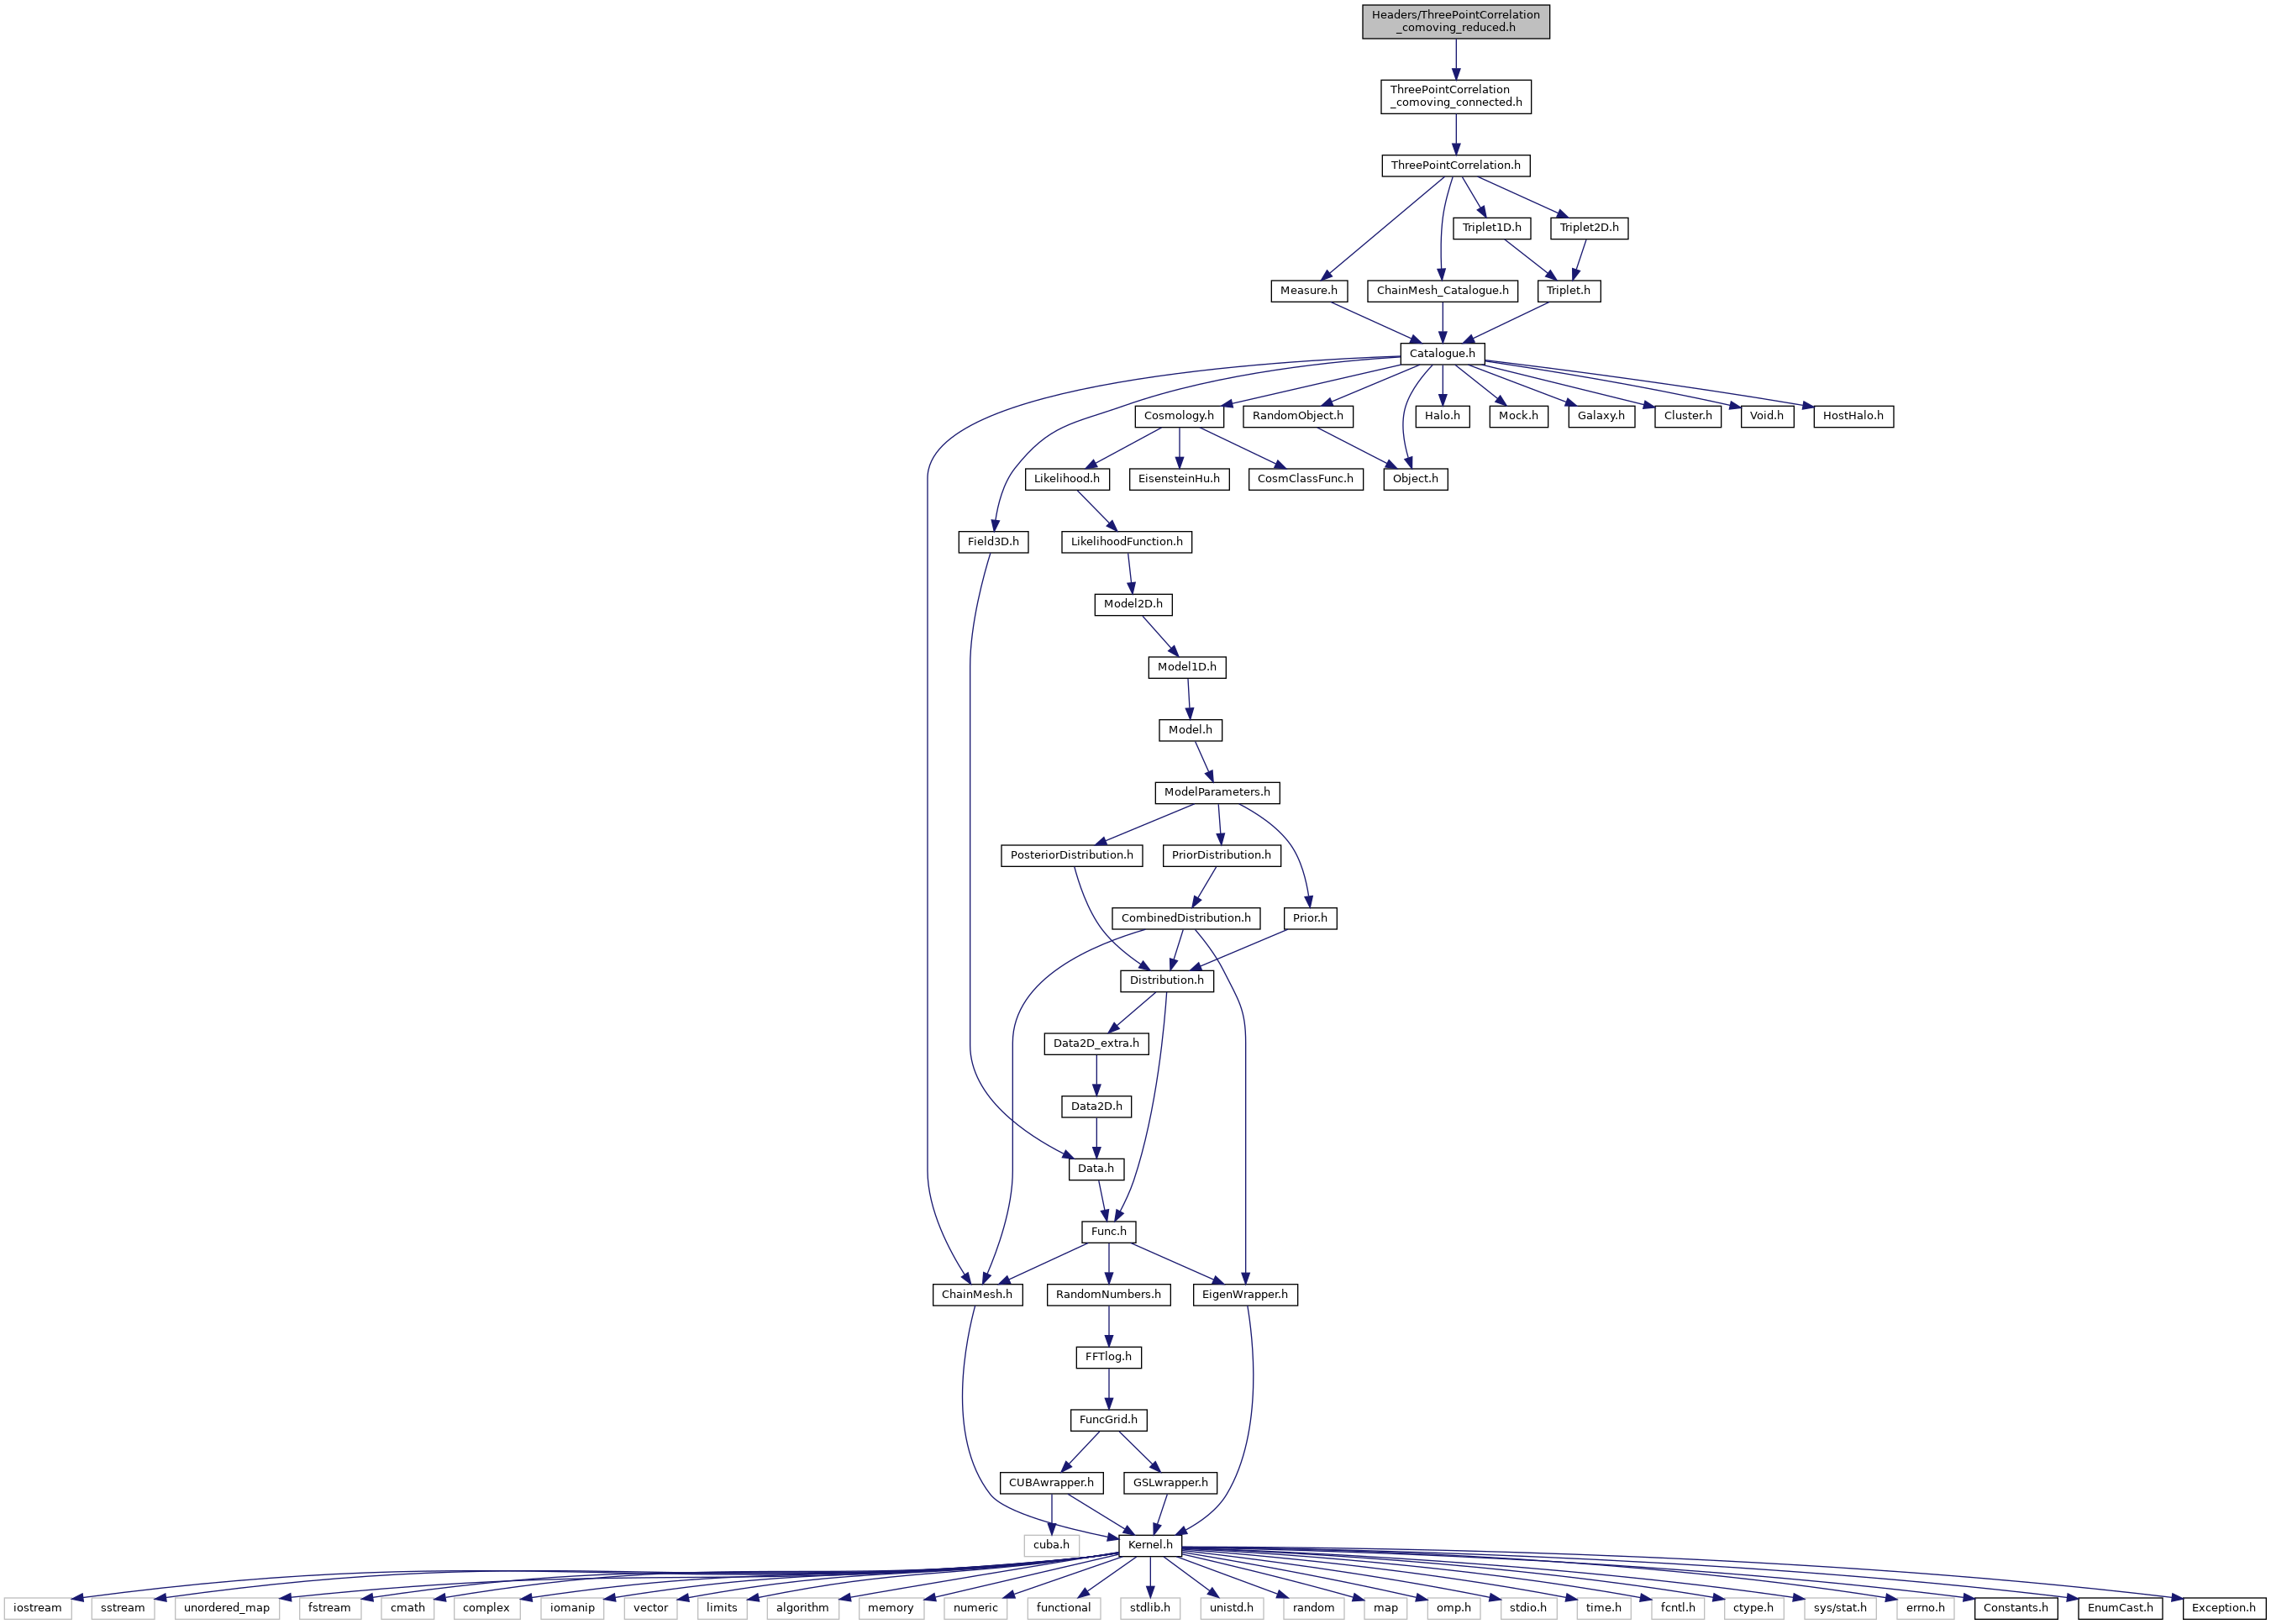 Headers/ThreePointCorrelation
_comoving_reduced.h
ThreePointCorrelation
_comoving_connected.h
ThreePointCorrelation.h
Triplet1D.h
Triplet2D.h
Measure.h
ChainMesh_Catalogue.h
Triplet.h
Catalogue.h
Cosmology.h
RandomObject.h
Halo.h
Mock.h
Galaxy.h
Cluster.h
Void.h
HostHalo.h
Likelihood.h
EisensteinHu.h
CosmClassFunc.h
Object.h
Field3D.h
LikelihoodFunction.h
Model2D.h
Model1D.h
Model.h
ModelParameters.h
PosteriorDistribution.h
PriorDistribution.h
CombinedDistribution.h
Prior.h
Distribution.h
Data2D_extra.h
Data2D.h
Data.h
Func.h
ChainMesh.h
RandomNumbers.h
EigenWrapper.h
FFTlog.h
FuncGrid.h
CUBAwrapper.h
GSLwrapper.h
cuba.h
Kernel.h
iostream
sstream
unordered_map
fstream
cmath
complex
iomanip
vector
limits
algorithm
memory
numeric
functional
stdlib.h
unistd.h
random
map
omp.h
stdio.h
time.h
fcntl.h
ctype.h
sys/stat.h
errno.h
Constants.h
EnumCast.h
Exception.h